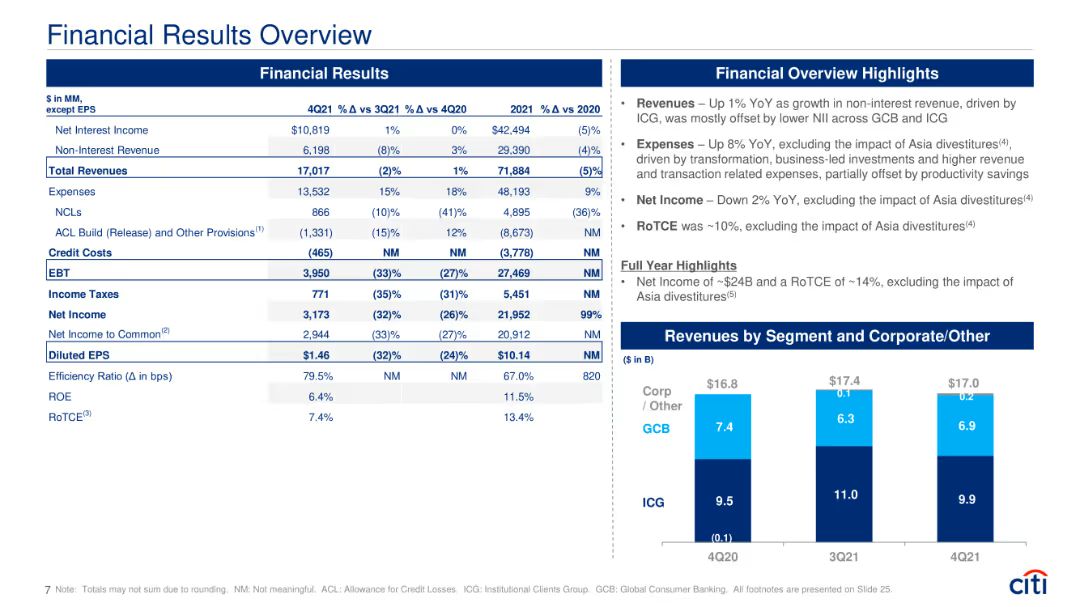 Financial Results Overview
Financial Results
$ in MM,
except EPS 4Q21 % Δ vs 3Q21 % Δ vs 4Q20 2021 % Δ vs 2020
Net Interest Income $10,819 1% 0% $42,494 (5)%
Non-Interest Revenue 6,198 (8)% 3% 29,390 (4)%
Total Revenues 17,017 (2)% 1% 71,884 (5)%
Expenses 13,532 15% 18% 48,193 9%
NCLs 866 (10)% (41)% 4,895 (36)%
ACL Build (Release) and Other Provisions(1) (1,331) (15)% 12% (8,673) NM
Credit Costs (465) NM NM (3,778) NM
EBT 3,950 (33)% (27)% 27,469 NM
Income Taxes 771 (35)% (31)% 5,451 NM
Net Income 3,173 (32)% (26)% 21,952 99%
Net Income to Common(2) 2,944 (33)% (27)% 20,912 NM
Diluted EPS $1.46 (32)% (24)% $10.14 NM
Efficiency Ratio (Δ in bps) 79.5% NM NM 67.0% 820
ROE 6.4% 11.5%
RoTCE(3) 7.4% 13.4%
Financial Overview Highlights
• Revenues – Up 1% YoY as growth in non-interest revenue, driven by
ICG, was mostly offset by lower NII across GCB and ICG
• Expenses – Up 8% YoY, excluding the impact of Asia divestitures(4),
driven by transformation, business-led investments and higher revenue
and transaction related expenses, partially offset by productivity savings
• Net Income – Down 2% YoY, excluding the impact of Asia divestitures(4)
• RoTCE was ~10%, excluding the impact of Asia divestitures(4)
Full Year Highlights
• Net Income of ~$24B and a RoTCE of ~14%, excluding the impact of
Asia divestitures(5)
Revenues by Segment and Corporate/Other
($ in B)
Corp
/ Other
GCB
ICG
$16.8 $17.4 $17.0
0.1 0.2
7.4 6.3 6.9
9.5 11.0 9.9
(0.1)
4Q20 3Q21 4Q21
7 Note: Totals may not sum due to rounding. NM: Not meaningful. ACL: Allowance for Credit Losses. ICG: Institutional Clients Group. GCB: Global Consumer Banking. All footnotes are presented on Slide 25.
citi